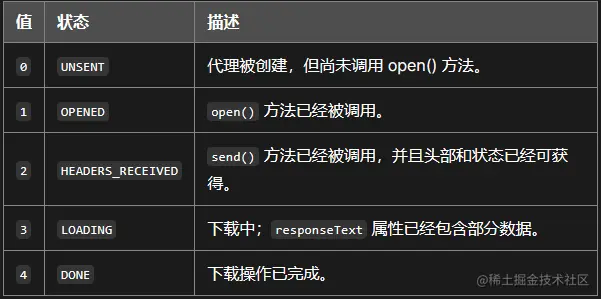 值 状态 描述
0 UNSENT 代理被创建，但尚未调用 open() 方法。
1 OPENED open() 方法已经被调用。
2 HEADERS_RECEIVED send() 方法已经被调用，并且头部和状态已经可获
得。
3 LOADING 下载中；responseText 属性已经包含部分数据。
4 DONE 下载操作已完成。
@稀土掘金技术社区